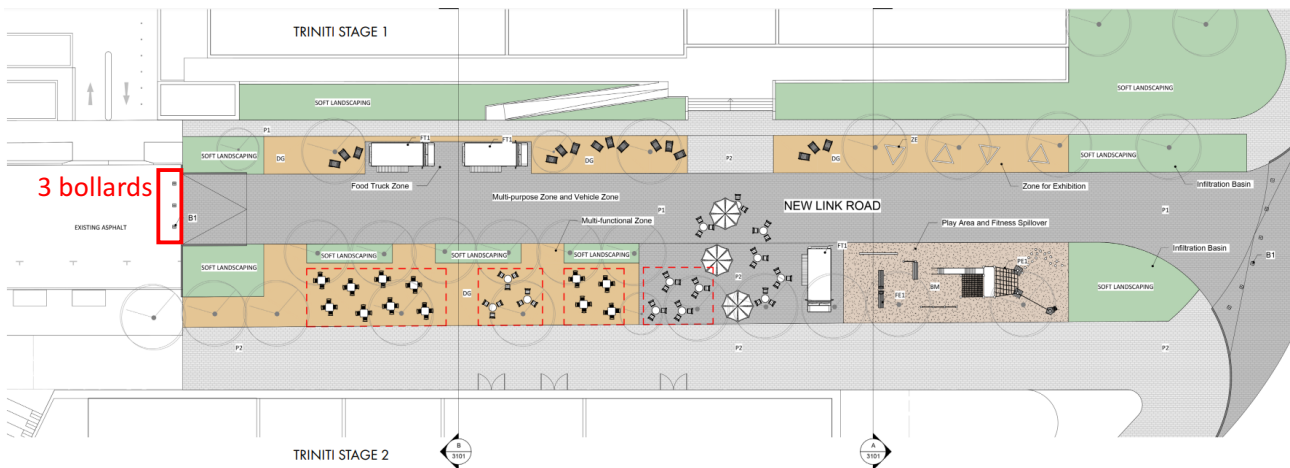 TRINITI STAGE 1
SOFT LANDSCAPING
SOFT LANDSCAPING
P1
FT1
FT1
ZE
SOFT LANDSCAPING
DG
DG
P2
DG
SOFT LANDSCAPING
Food Truck Zone
Zone for Exhibition
Infiltration Basin
3 bollards
Multi-purpose Zone and Vehicle Zone
P1
NEW LINK ROAD
P1
B1
EXISTING ASPHALT
Multi-functional Zone
Play Area and Fitness Spillover
FT1
Infiltration Basin
SOFT LANDSCAPING
SOFT LANDSCAPING
SOFT LANDSCAPING
B1
SOFT LANDSCAPING
P2
PE1
BM
SOFT LANDSCAPING
DG
FE1
P2
P2
P2
B
3101
A
3101
TRINITI STAGE 2